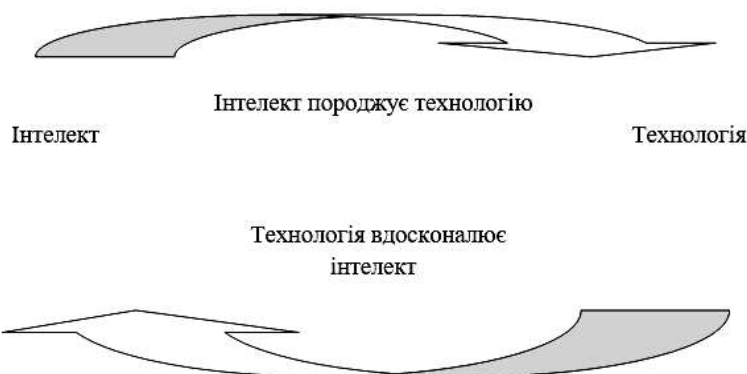 Інтелект породжує технологію
Інтелект
Технологія
Технологія вдосконалює
інтелект